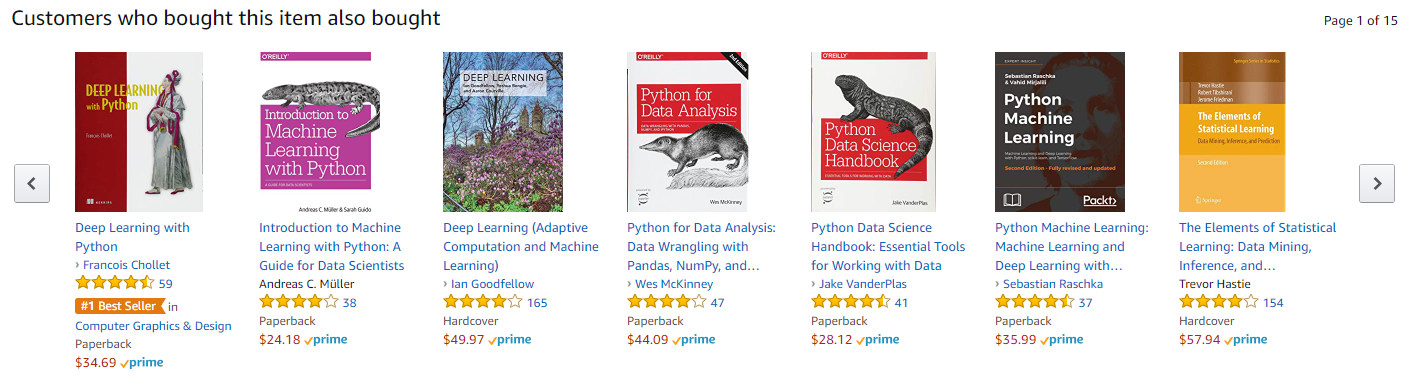 Customers who bought this item also bought
Page 1 of 15
DEEP LEARNING
with Python
François Chollet
MANNING
Deep Learning with
Python
› Francois Chollet
59
#1 Best Seller in
Computer Graphics & Design
Paperback
$34.69 prime
O'REILLY
Introduction to
Machine
Learning
with Python
A GUIDE FOR DATA SCIENTISTS
Andreas C. Müller & Sarah Guido
Introduction to Machine
Learning with Python: A
Guide for Data Scientists
Andreas C. Müller
38
Paperback
$24.18 prime
DEEP LEARNING
Ian Goodfellow, Yoshua Bengio,
and Aaron Courville
Deep Learning (Adaptive
Computation and Machine
Learning)
› Ian Goodfellow
165
Hardcover
$49.97 prime
O'REILLY
2nd Edition
Python for
Data Analysis
DATA WRANGLING WITH PANDAS,
NUMPY, AND IPYTHON
Wes McKinney
Python for Data Analysis:
Data Wrangling with
Pandas, NumPy, and...
› Wes McKinney
47
Paperback
$44.09 prime
O'REILLY
Python
Data Science
Handbook
ESSENTIAL TOOLS FOR WORKING WITH DATA
Jake VanderPlas
Python Data Science
Handbook: Essential Tools
for Working with Data
› Jake VanderPlas
41
Paperback
$28.12 prime
EXPERT INSIGHT
Sebastian Raschka
& Vahid Mirjalili
Python
Machine
Learning
Machine Learning and Deep Learning
with Python, scikit-learn, and TensorFlow
Second Edition - Fully revised and updated
Packt>
Python Machine Learning:
Machine Learning and
Deep Learning with...
› Sebastian Raschka
37
Paperback
$35.99 prime
Springer Series in Statistics
Trevor Hastie
Robert Tibshirani
Jerome Friedman
The Elements of
Statistical Learning
Data Mining, Inference, and Prediction
Second Edition
Springer
The Elements of Statistical
Learning: Data Mining,
Inference, and...
Trevor Hastie
154
Hardcover
$57.94 prime